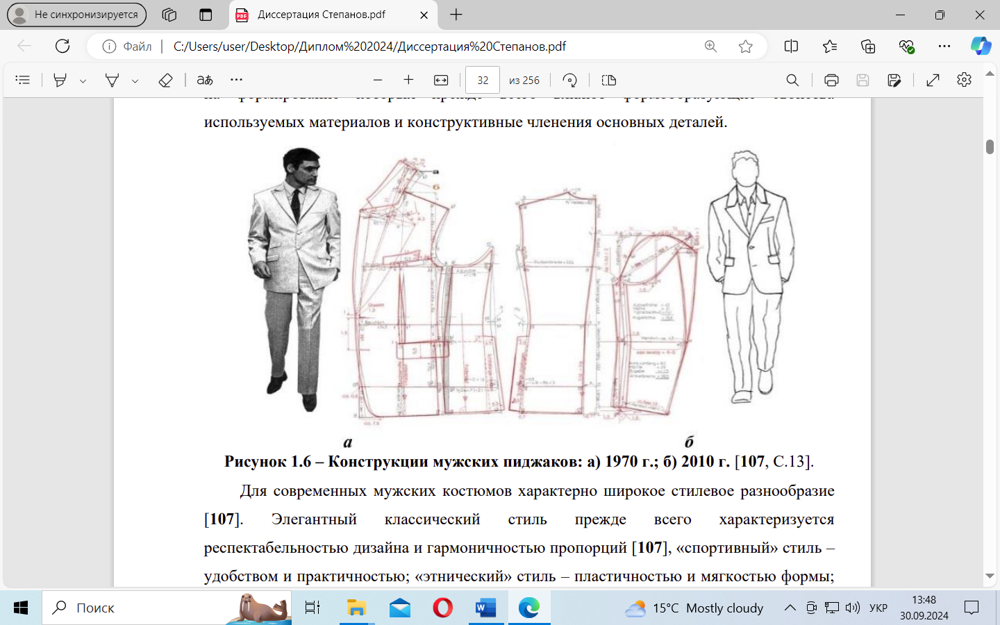 Не синхронизируется
Диссертация Степанов.pdf
Файл
C:/Users/user/Desktop/Диплом%202024/Диссертация%20Степанов.pdf
32 из 256
используемых материалов и конструктивные членения основных деталей.
а
б
а
б
Рисунок 1.6 – Конструкции мужских пиджаков: а) 1970 г.; б) 2010 г. [107, С.13].
Для современных мужских костюмов характерно широкое стилевое разнообразие
[107]. Элегантный классический стиль прежде всего характеризуется
респектабельностью дизайна и гармоничностью пропорций [107], «спортивный» стиль –
удобством и практичностью; «этнический» стиль – пластичностью и мягкостью формы;
Поиск
15°C Mostly cloudy
УКР
13:48
30.09.2024